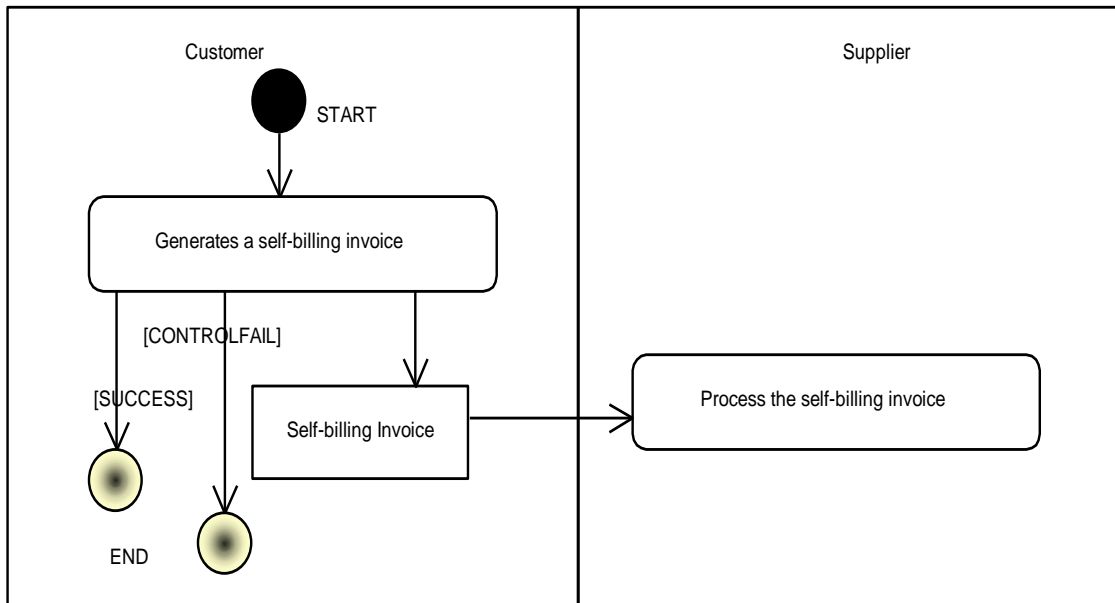 Customer
Supplier
START
Generates a self-billing invoice
[CONTROLFAIL]
[SUCCESS]
Self-billing Invoice
Process the self-billing invoice
END